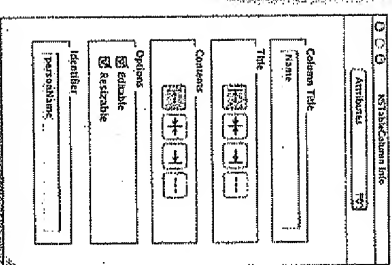 NSTableColumn Info
Attributes
Column Title
Name
Title
Contents
Options
Editable
Resizable
Identifier
personName